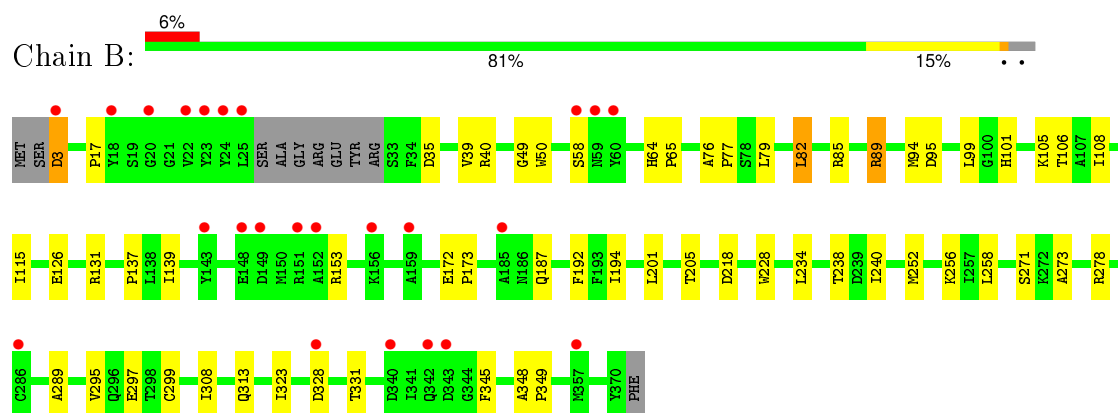 6%
Chain B:
81% 15% • •
MET SER D3 P17 Y18 S19 G20 G21 V22 Y23 Y24 L25 SER ALA GLY ARG GLU TYR ARG S33 F34 D35 V39 R40 G49 W50 S58 N59 Y60 H64 P65 A76 P77 S78 L79 L82 R85 R89 M94 D95 L99 G100 H101 K105 T106 A107 I108
I115 E126 R131 P137 L138 I139 Y143 E148 D149 M150 R151 A152 R153 K156 A159 E172 P173 A185 N186 Q187 F192 F193 I194 L201 T205 D218 W228 L234 T238 D239 I240 M252 K256 I257 L258 S271 K272 A273 R278
C286 A289 V295 Q296 E297 T298 C299 I308 Q313 I323 D328 T331 D340 I341 Q342 D343 G344 F345 A348 P349 M357 Y370 PHE